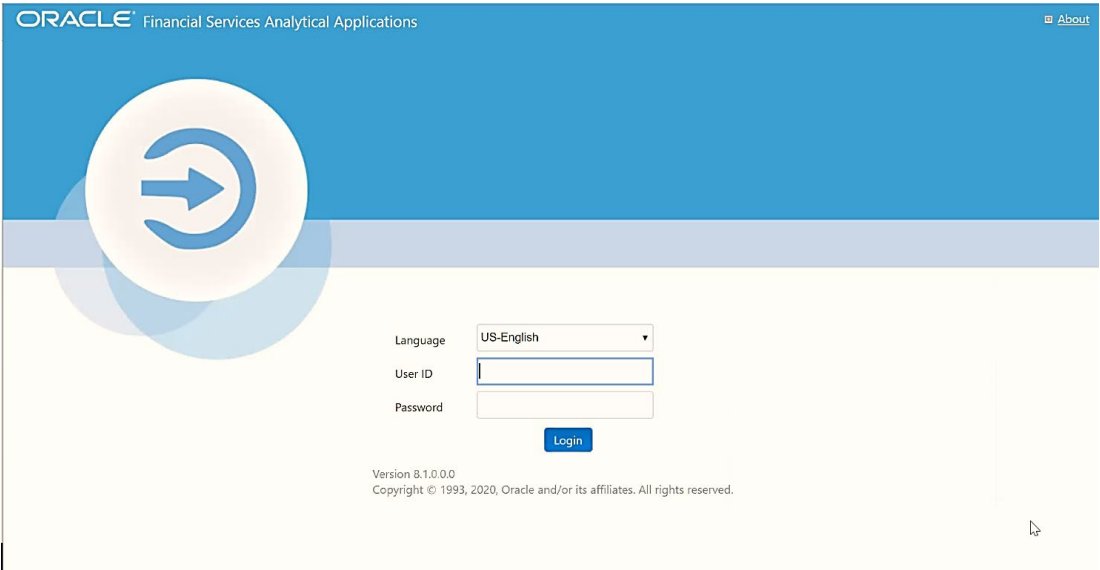 ORACLE® Financial Services Analytical Applications
About
Language US-English
User ID
Password
Login
Version 8.1.0.0.0
Copyright © 1993, 2020, Oracle and/or its affiliates. All rights reserved.